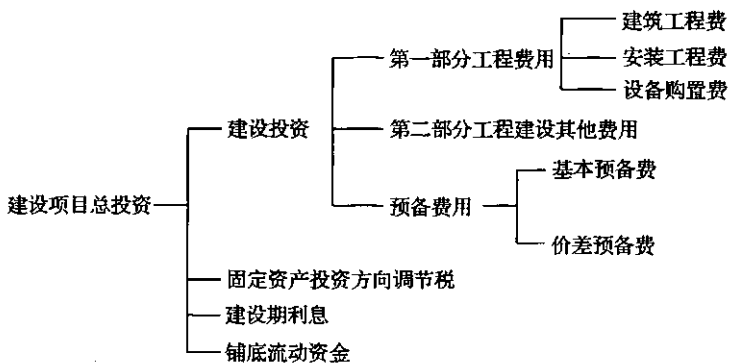 建筑工程费
第一部分工程费用
安装工程费
设备购置费
建设投资
第二部分工程建设其他费用
基本预备费
建设项目总投资
预备费用
价差预备费
固定资产投资方向调节税
建设期利息
铺底流动资金